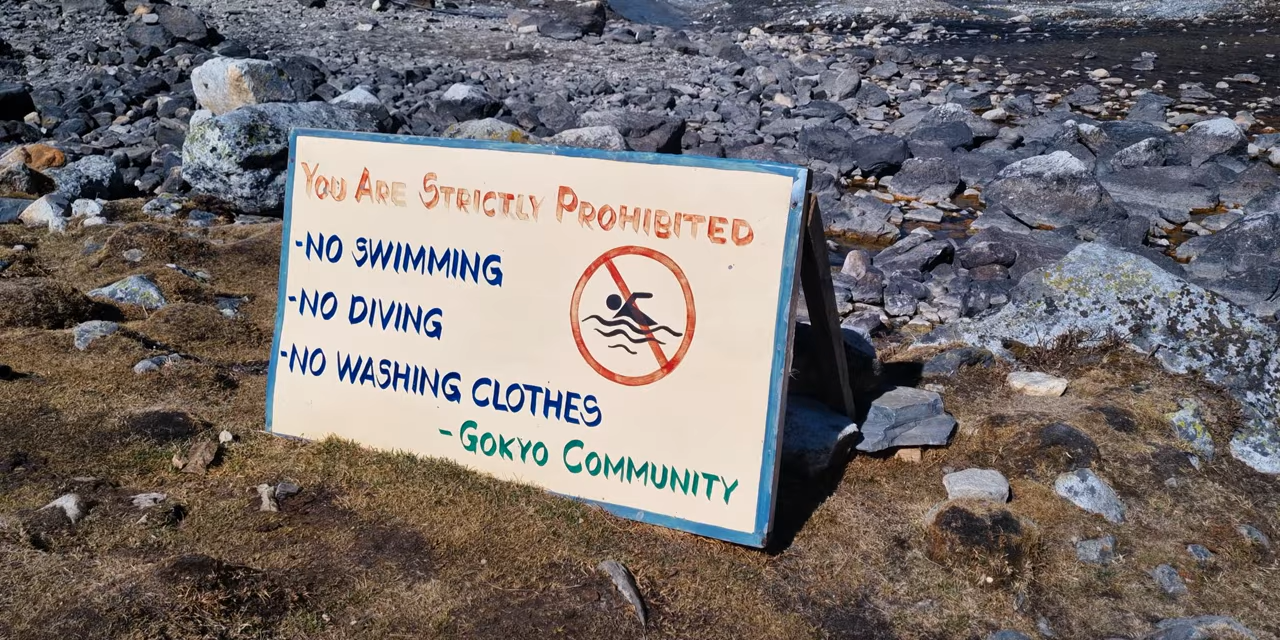 You Are Strictly Prohibited
-NO SWIMMING
-NO DIVING
-NO WASHING CLOTHES
- Gokyo Community